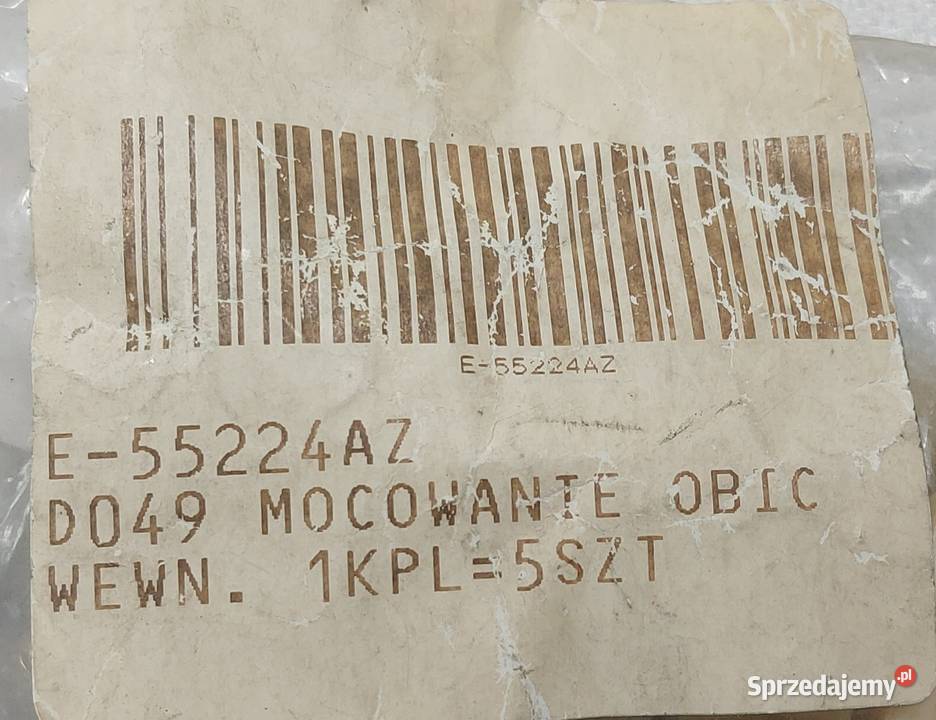 E-55224AZ
E-55224AZ
D049 MOCOWANIE OBIC
WEWN. 1KPL=5SZT
Sprzedajemy.pl